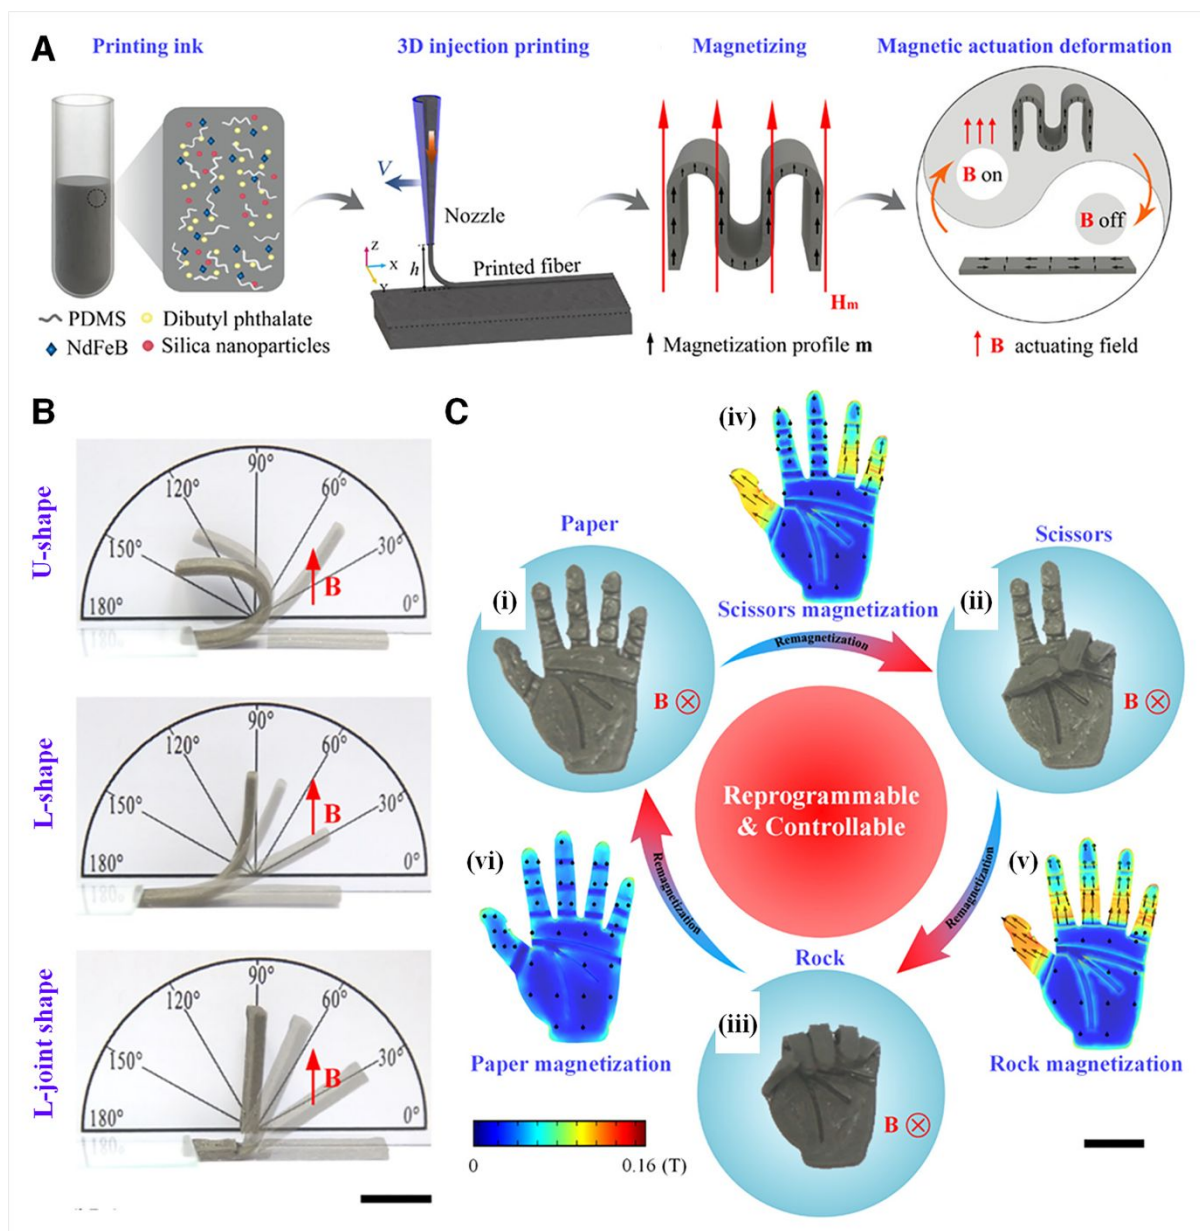 A
Printing ink
3D injection printing
Magnetizing
Magnetic actuation deformation
V
Nozzle
h
Z
X
Y
Printed fiber
Hm
B on
B off
PDMS
Dibutyl phthalate
NdFeB
Silica nanoparticles
Magnetization profile m
B actuating field
B
U-shape
180°
150°
120°
90°
60°
30°
0°
B
180°
L-shape
180°
150°
120°
90°
60°
30°
0°
B
180°
L-joint shape
180°
150°
120°
90°
60°
30°
0°
B
C
(iv)
Paper
Scissors
(i)
Scissors magnetization
(ii)
Remagnetization
B
B
Reprogrammable
& Controllable
(vi)
Remagnetization
Remagnetization
(v)
Rock
(iii)
Paper magnetization
Rock magnetization
B
0
0.16 (T)